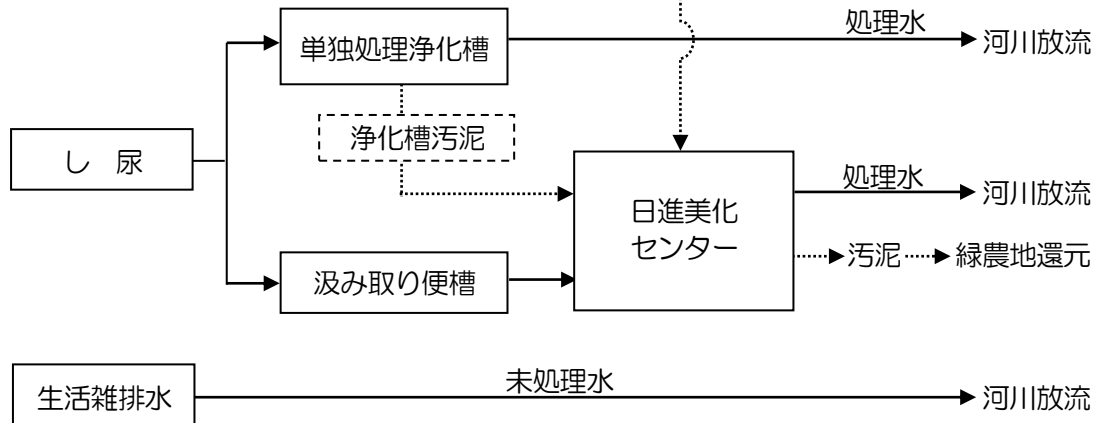 処理水
河川放流
単独処理浄化槽
浄化槽汚泥
し 尿
処理水
河川放流
日進美化
センター
汚泥
緑農地還元
汲み取り便槽
未処理水
生活雑排水
河川放流